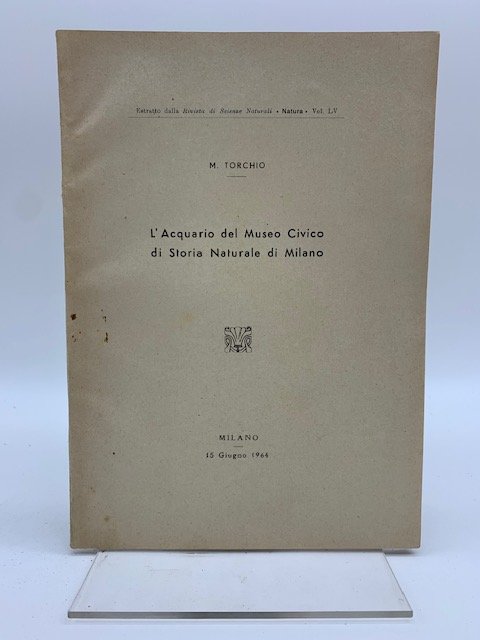 Estratto dalla Rivista di Scienze Naturali • Natura • Vol. LV
M. TORCHIO
L'Acquario del Museo Civico
di Storia Naturale di Milano
MILANO
15 Giugno 1964